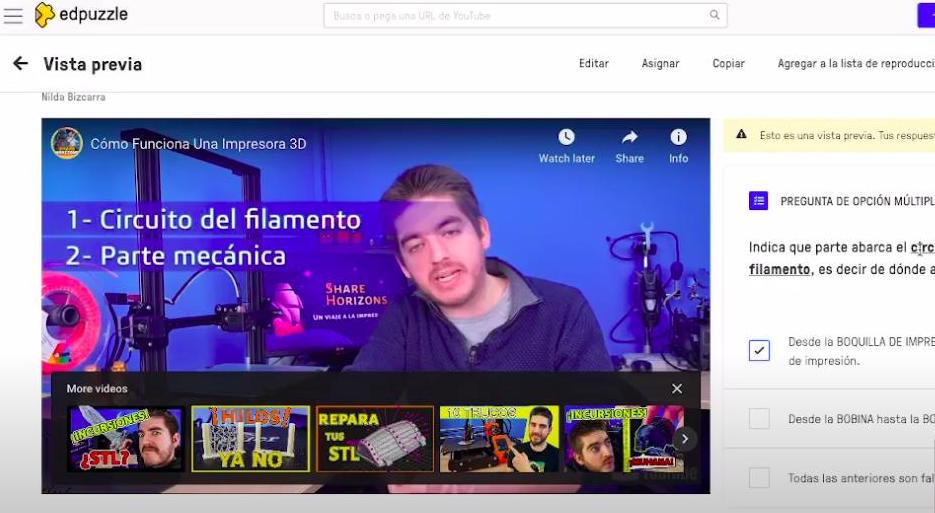 edpuzzle
Busca o pega una URL de YouTube
Vista previa
Editar
Asignar
Copiar
Agregar a la lista de reproducci
Nilda Bizcarra
Cómo Funciona Una Impresora 3D
Watch later
Share
Info
1- Circuito del filamento
2- Parte mecánica
SHARE
HORIZONS
UN VIAJE A LA IMPRES
More videos
¡INCURSIONES!
¿STL?
¡HILOS!
YA NO
REPARA
TUS
STL
10 TRUCOS
¡INCURSIONES!
Esto es una vista previa. Tus respues
PREGUNTA DE OPCIÓN MÚLTIPL
Indica que parte abarca el circ
filamento, es decir de dónde a
Desde la BOQUILLA DE IMPRE
de impresión.
Desde la BOBINA hasta la BO
Todas las anteriores son fal